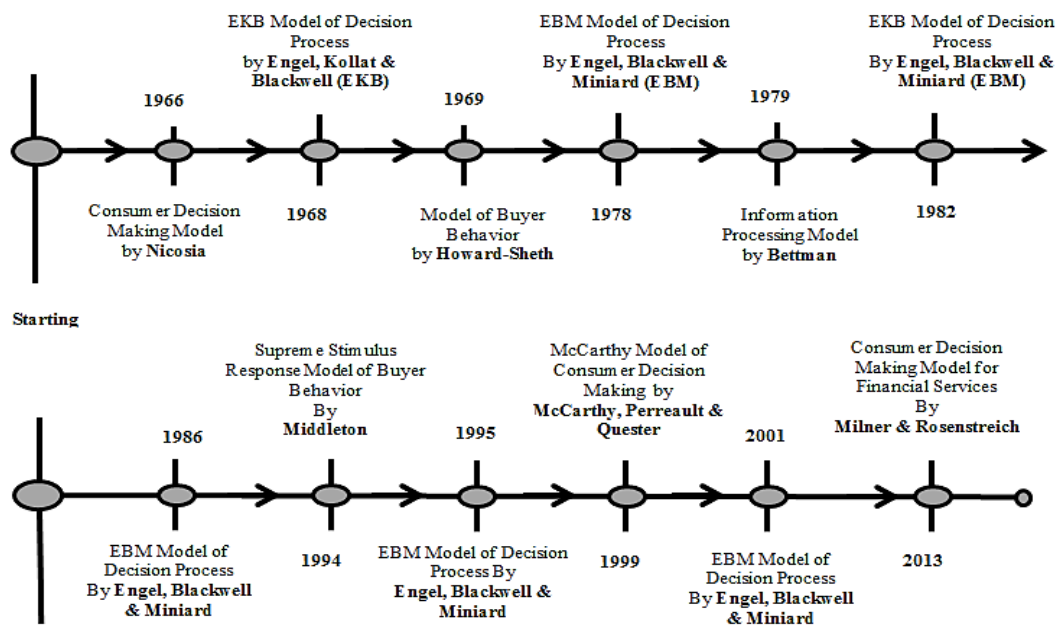 EKB Model of Decision
Process
by Engel, Kollat &
Blackwell (EKB)
EBM Model of Decision
Process
By Engel, Blackwell &
Miniard (EBM)
EKB Model of Decision
Process
By Engel, Blackwell &
Miniard (EBM)
1966
1969
1979
Consumer Decision
Making Model
by Nicosia
1968
Model of Buyer
Behavior
by Howard-Sheth
1978
Information
Processing Model
by Bettman
1982
Starting
Supreme Stimulus
Response Model of Buyer
Behavior
By
Middleton
McCarthy Model of
Consumer Decision
Making by
McCarthy, Perreault &
Quester
Consumer Decision
Making Model for
Financial Services
By
Milner & Rosenstreich
1986
1995
2001
EBM Model of
Decision Process
By Engel, Blackwell
& Miniard
1994
EBM Model of Decision
Process By
Engel, Blackwell &
Miniard
1999
EBM Model of
Decision Process
By Engel, Blackwell
& Miniard
2013